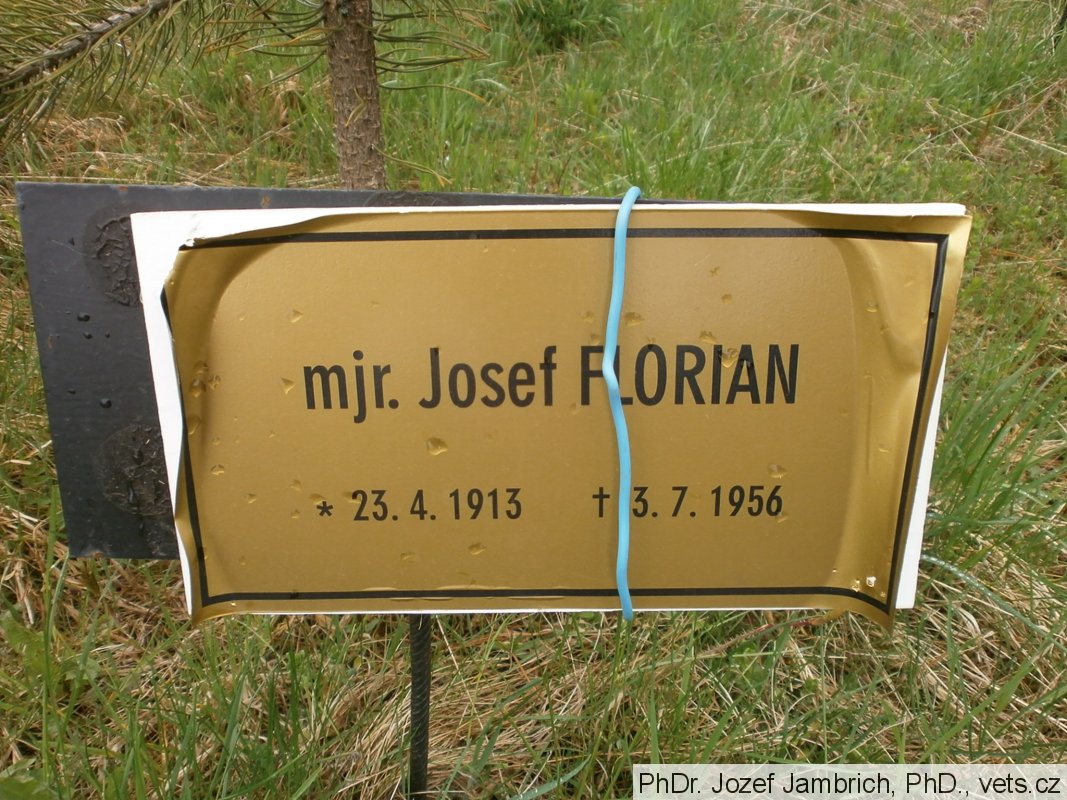 mjr. Josef FLORIAN
* 23. 4. 1913 † 3. 7. 1956
PhDr. Jozef Jambrich, PhD., vets.cz